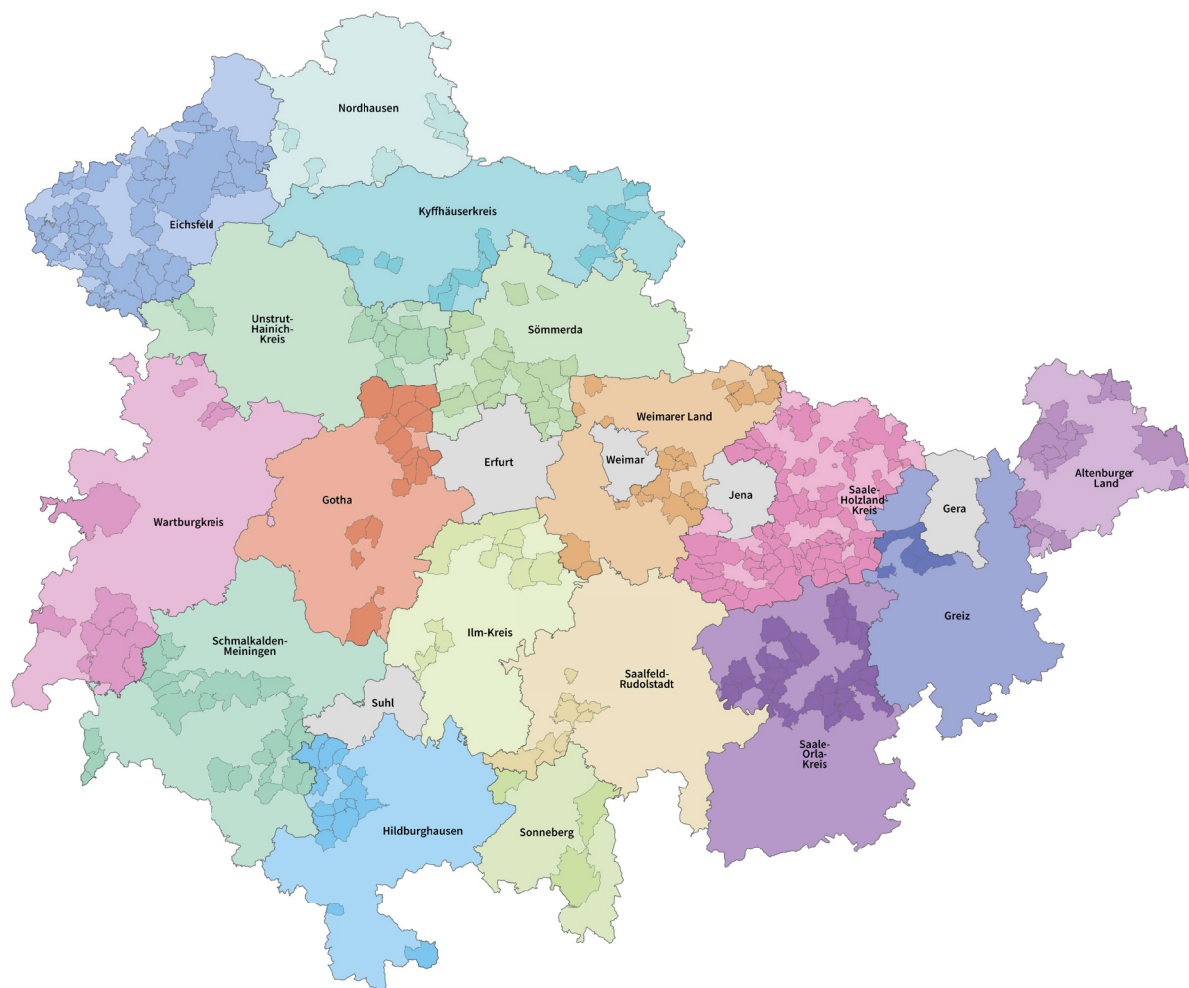 Nordhausen
Kyffhäuserkreis
Eichsfeld
Unstrut-
Hainich-
Kreis
Sömmerda
Weimarer Land
Erfurt
Weimar
Jena
Saale-
Holzland-
Kreis
Gera
Altenburger
Land
Gotha
Wartburgkreis
Greiz
Ilm-Kreis
Schmalkalden-
Meiningen
Saalfeld-
Rudolstadt
Suhl
Saale-
Orla-
Kreis
Hildburghausen
Sonneberg